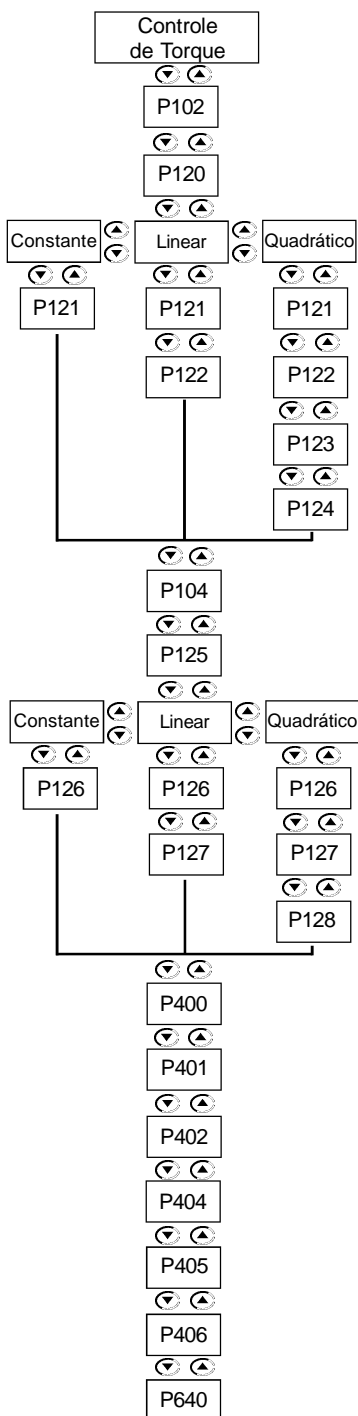 Controle
de Torque
P102
P120
Constante Linear Quadrático
P121 P121 P121
P122 P122
P123
P124
P104
P125
Constante Linear Quadrático
P126 P126 P126
P127 P127
P128
P400
P401
P402
P404
P405
P406
P640